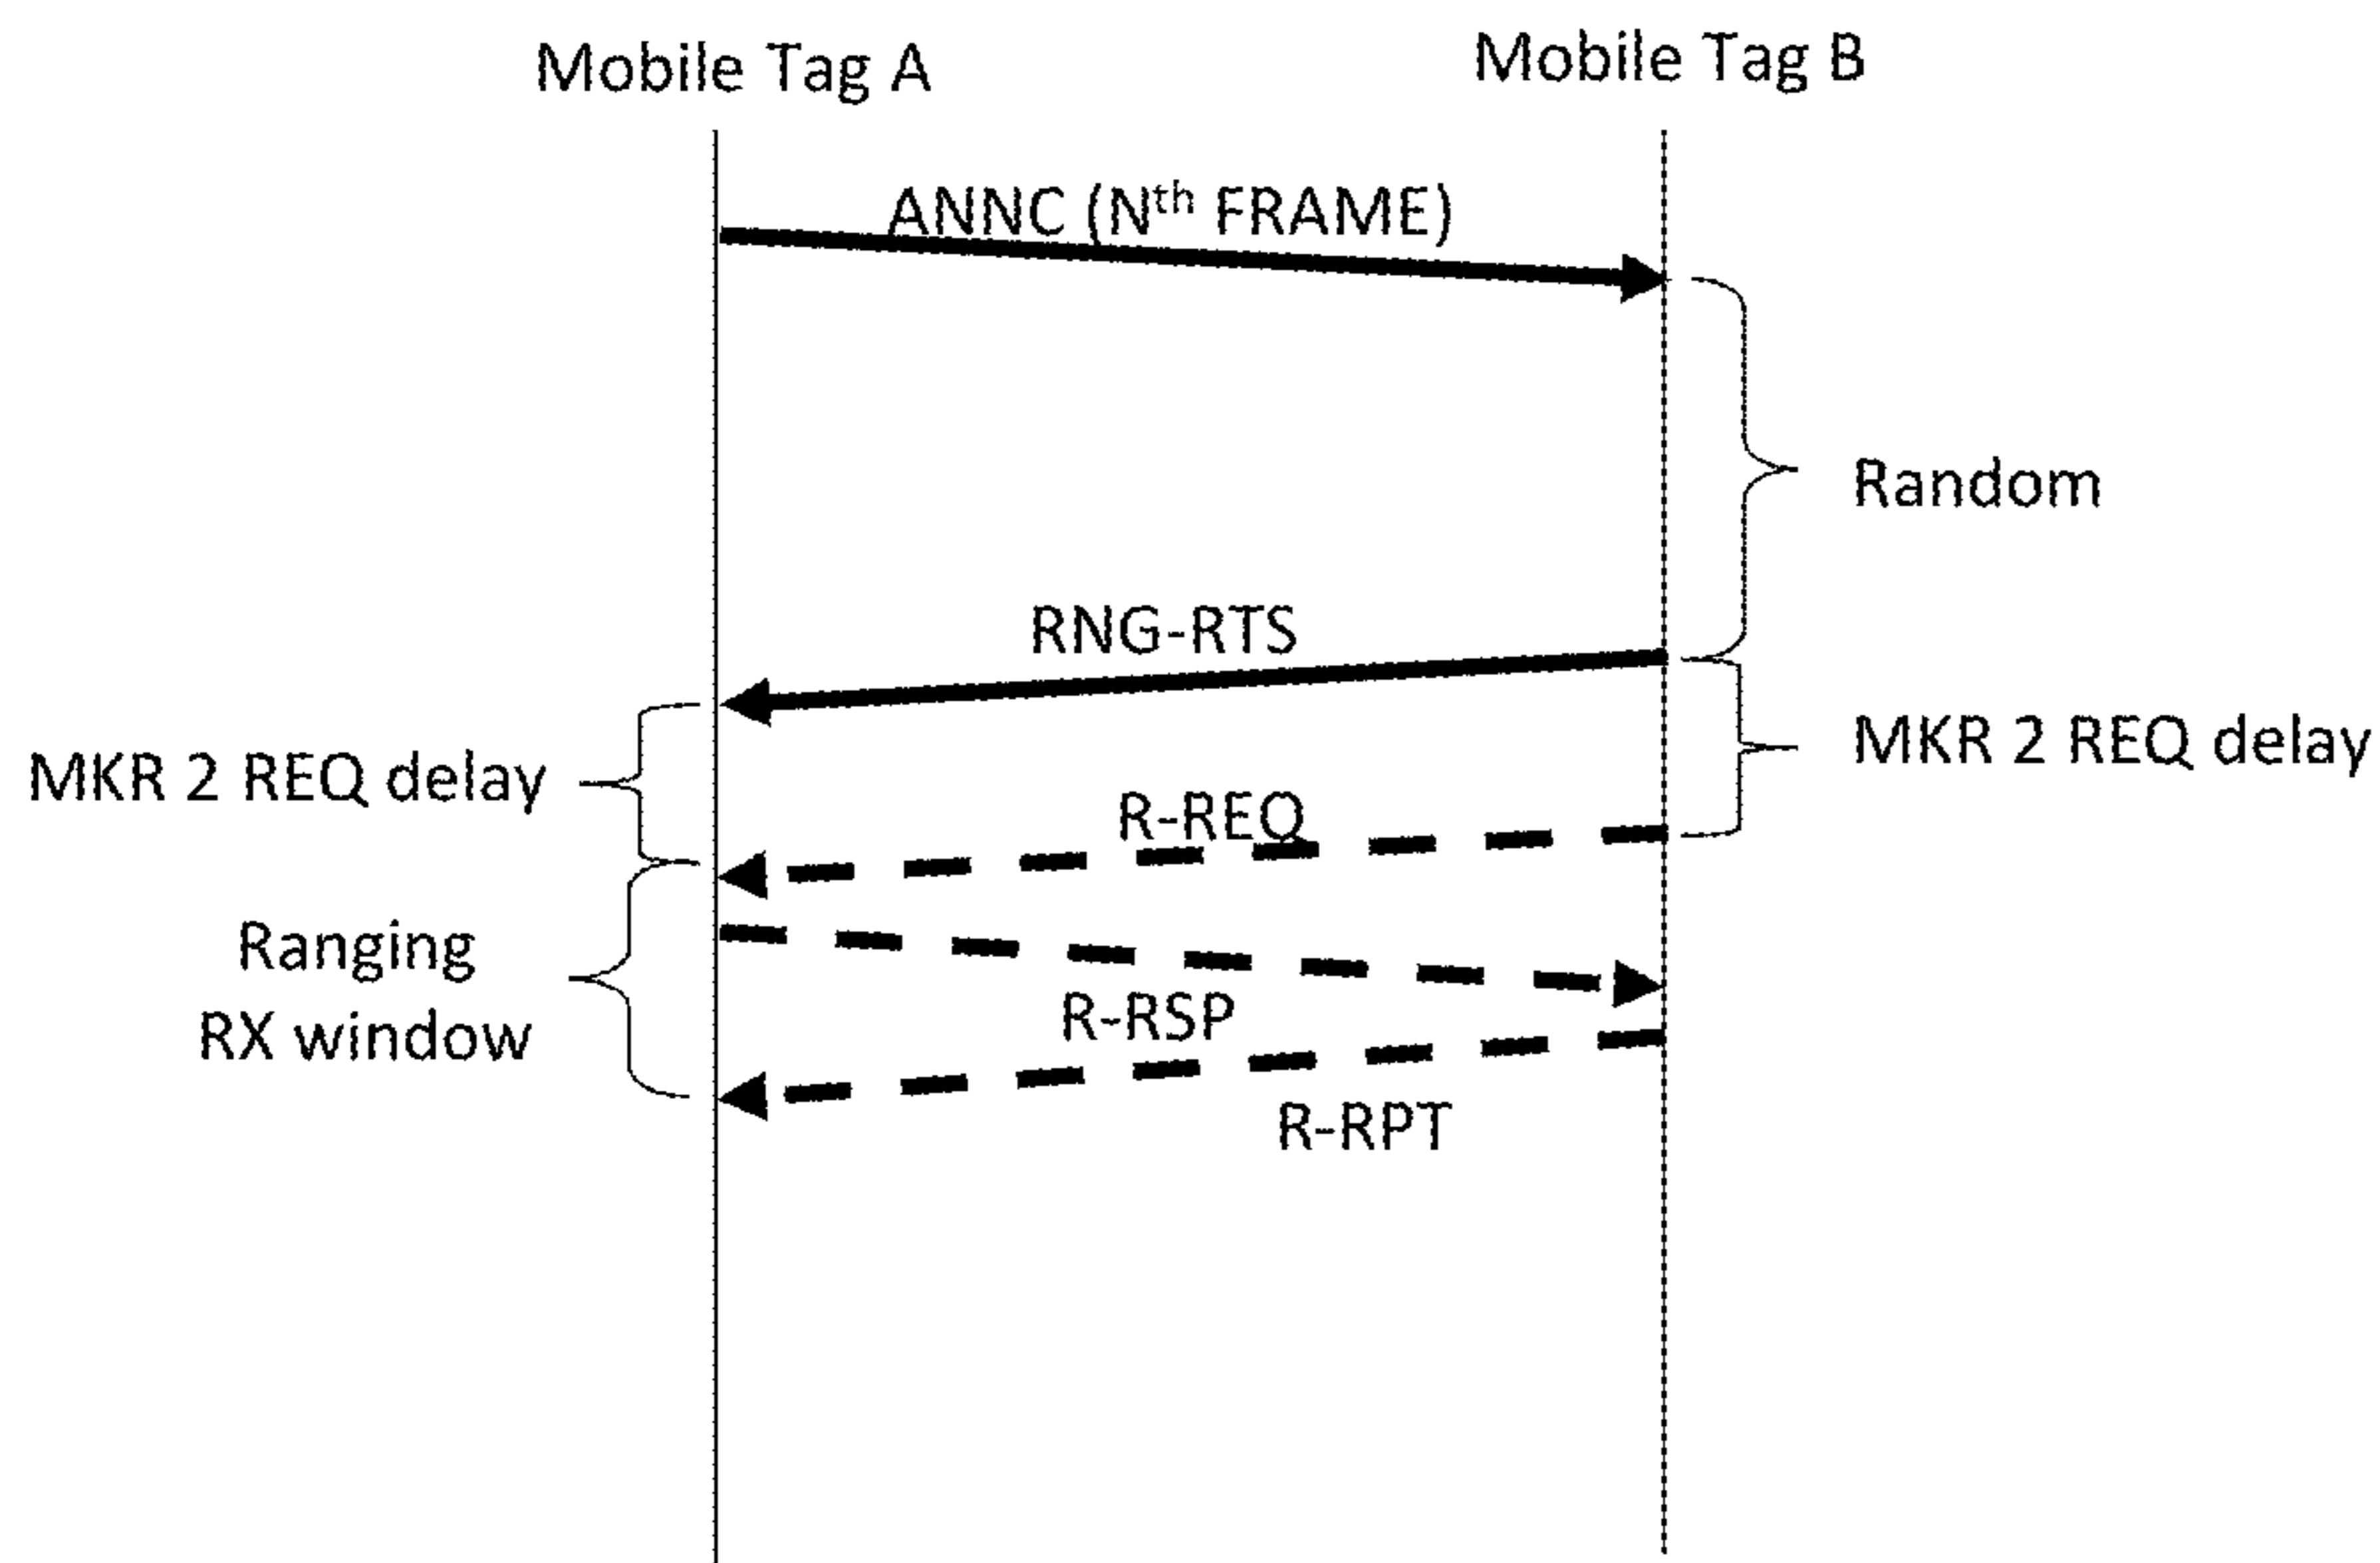 Mobile Tag A
Mobile Tag B
ANNC (Nth FRAME)
Random
RNG-RTS
MKR 2 REQ delay
MKR 2 REQ delay
R-REQ
Ranging
RX window
R-RSP
R-RPT